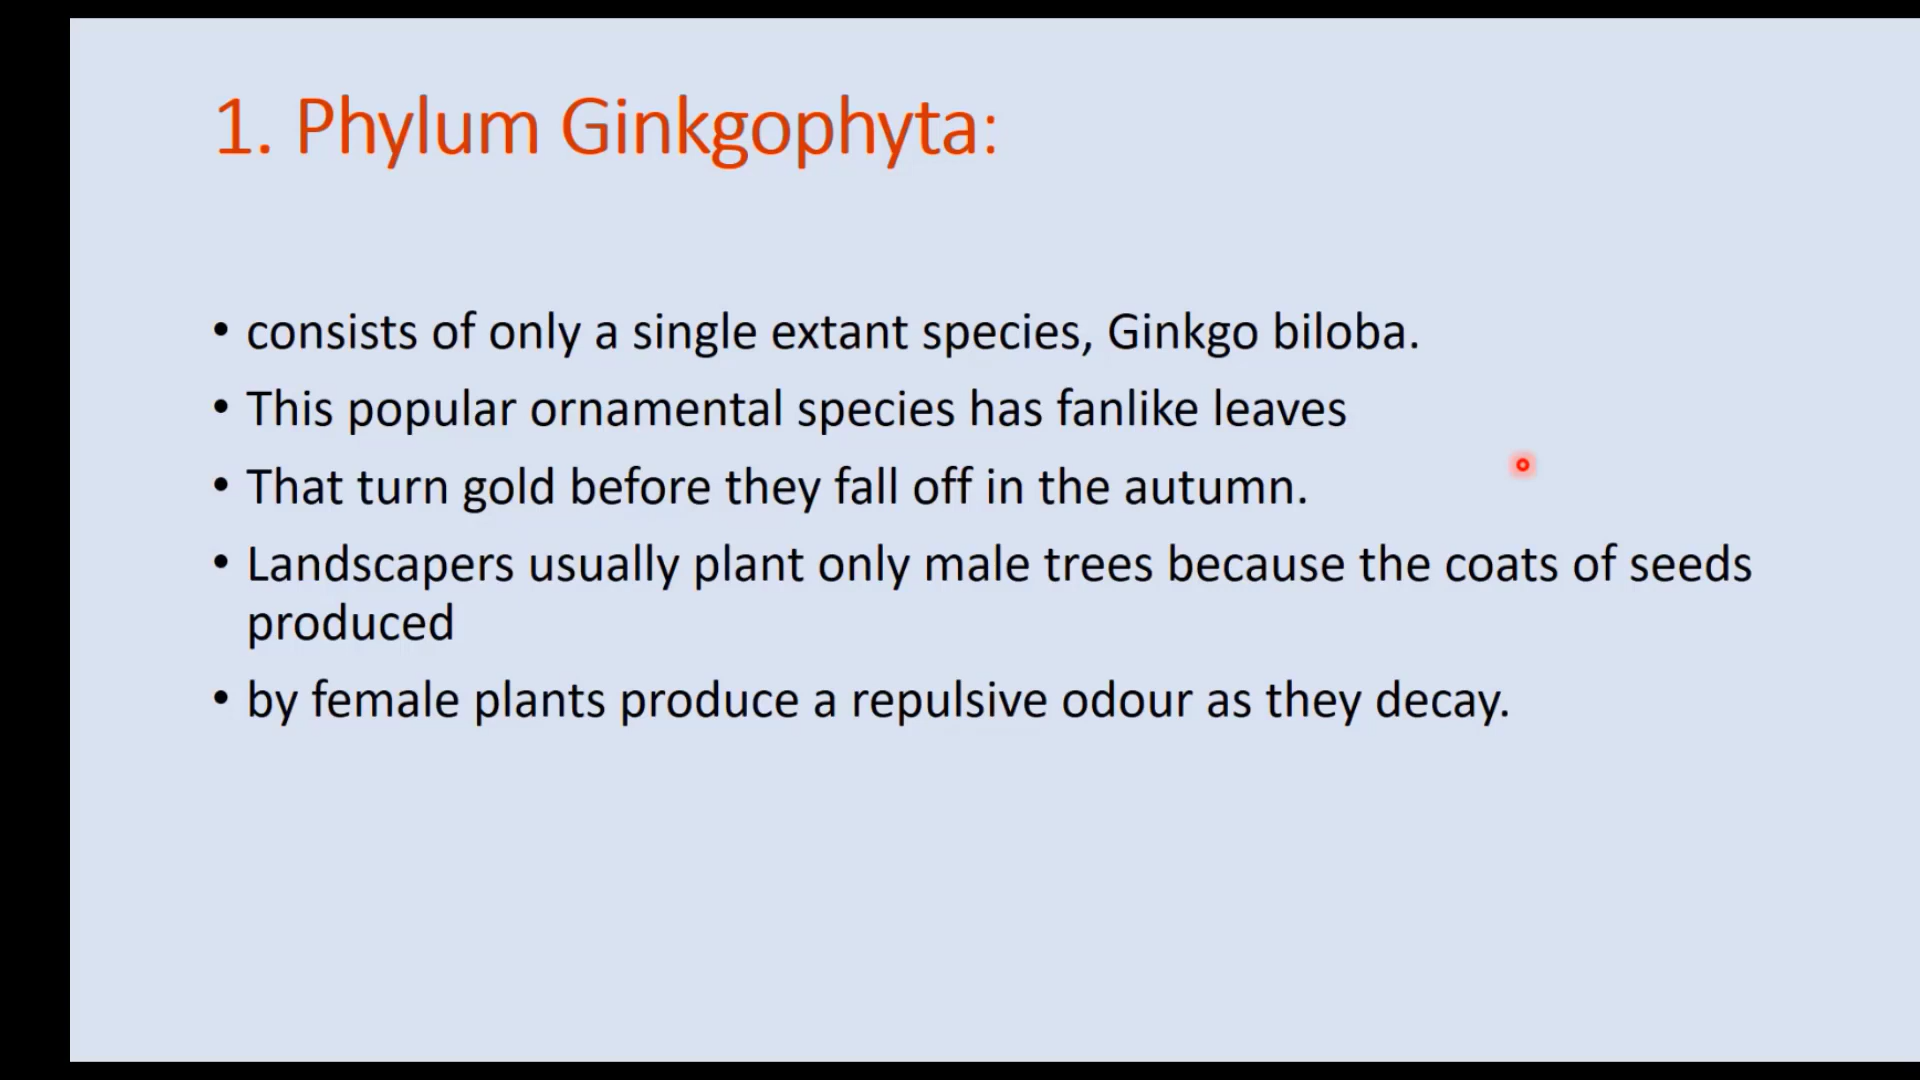 1. Phylum Ginkgophyta:
• consists of only a single extant species, Ginkgo biloba.
• This popular ornamental species has fanlike leaves
• That turn gold before they fall off in the autumn.
• Landscapers usually plant only male trees because the coats of seeds
produced
• by female plants produce a repulsive odour as they decay.